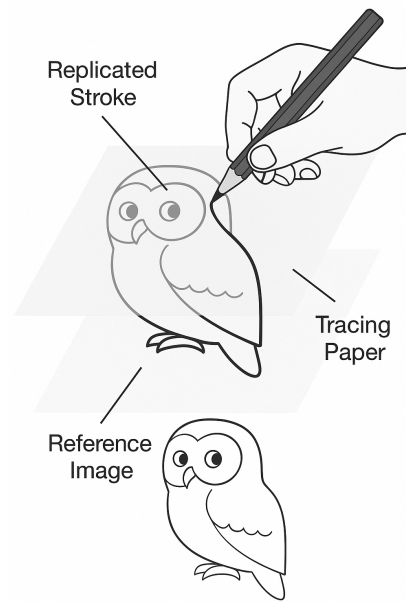 Replicated
Stroke
Tracing
Paper
Reference
Image